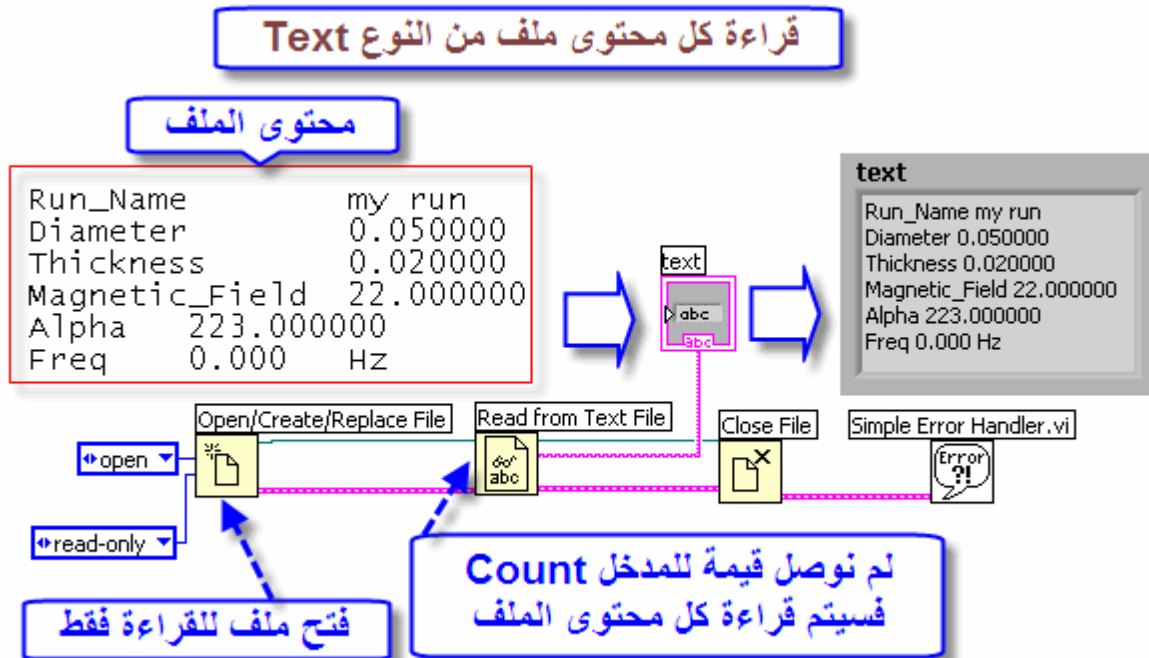 قراءة كل محتوى ملف من النوع Text
محتوى الملف
Run_Name my run
Diameter 0.050000
Thickness 0.020000
Magnetic_Field 22.000000
Alpha 223.000000
Freq 0.000 Hz
text
abc
abc
text
Run_Name my run
Diameter 0.050000
Thickness 0.020000
Magnetic_Field 22.000000
Alpha 223.000000
Freq 0.000 Hz
Open/Create/Replace File
Read from Text File
Close File
Simple Error Handler.vi
open
abc
Error
?!
read-only
فتح ملف للقراءة فقط
لم نوصل قيمة للمدخل Count
فسيتم قراءة كل محتوى الملف